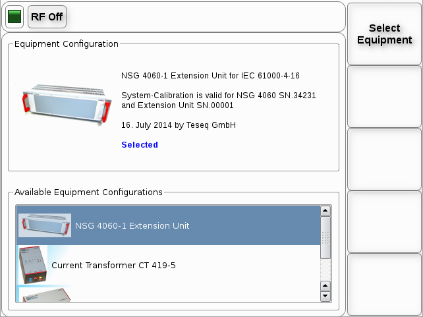 RF Off
Select
Equipment
Equipment Configuration
NSG 4060-1 Extension Unit for IEC 61000-4-16
System-Calibration is valid for NSG 4060 SN.34231
and Extension Unit SN.00001
16. July 2014 by Teseq GmbH
Selected
Available Equipment Configurations
NSG 4060-1 Extension Unit
Current Transformer CT 419-5